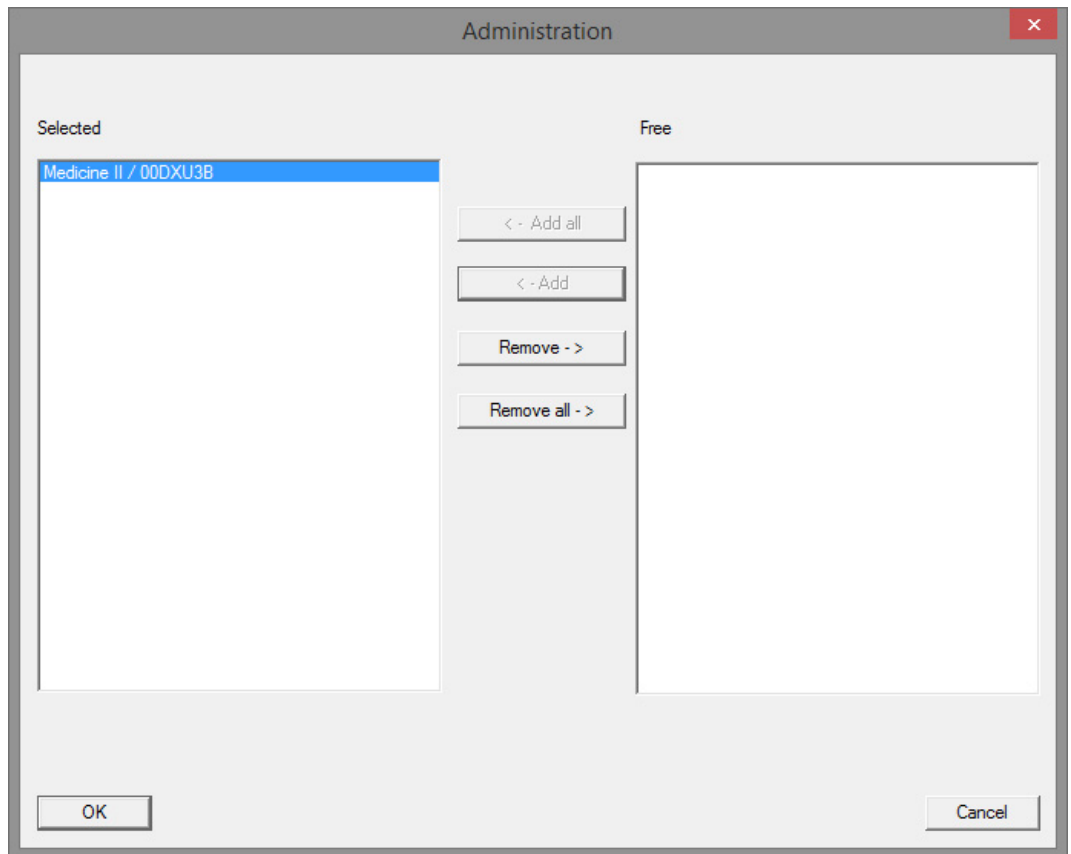 Administration
Selected
Free
Medicine II / 00DXU3B
< - Add all
< - Add
Remove - >
Remove all - >
OK
Cancel